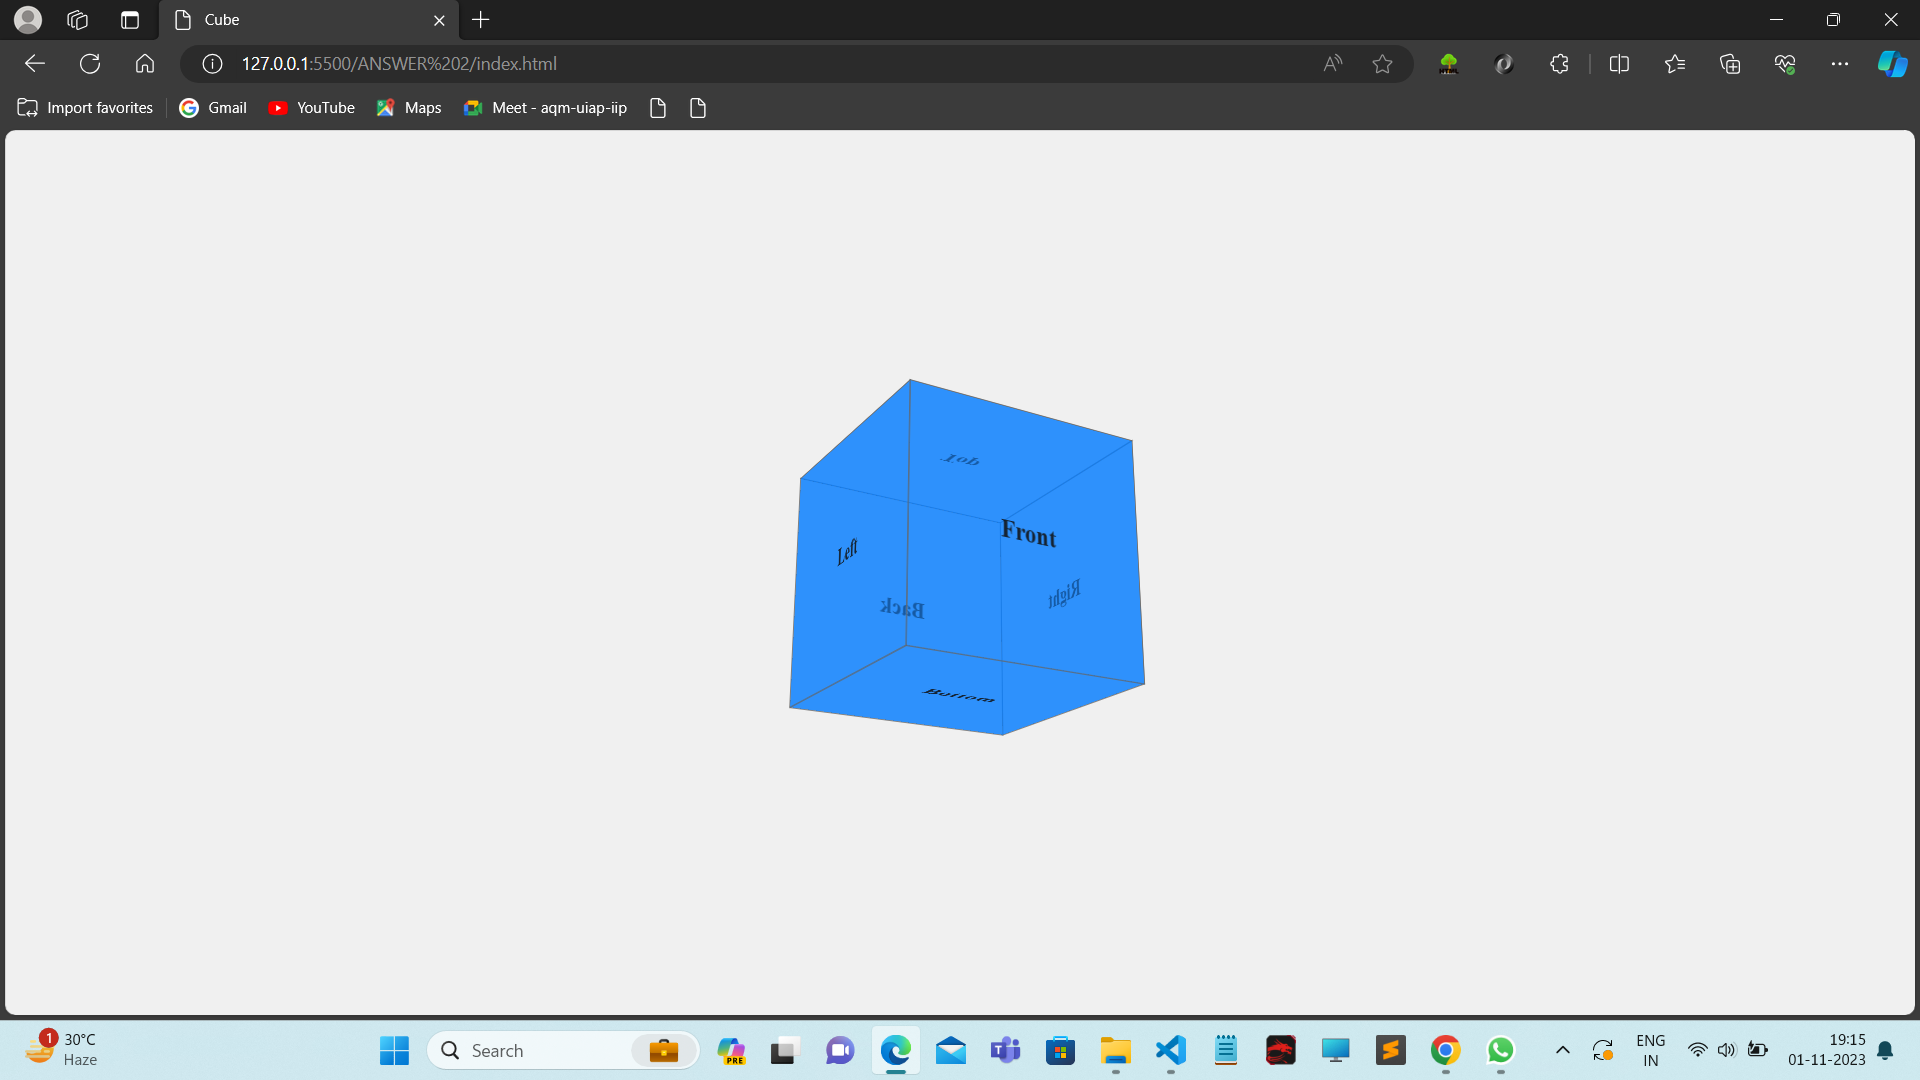 Cube
127.0.0.1:5500/ANSWER%202/index.html
Import favorites
Gmail
YouTube
Maps
Meet - aqm-uiap-iip
Top
Front
Left
Right
Back
Bottom
1
30°C
Haze
Search
PRE
ENG
IN
19:15
01-11-2023